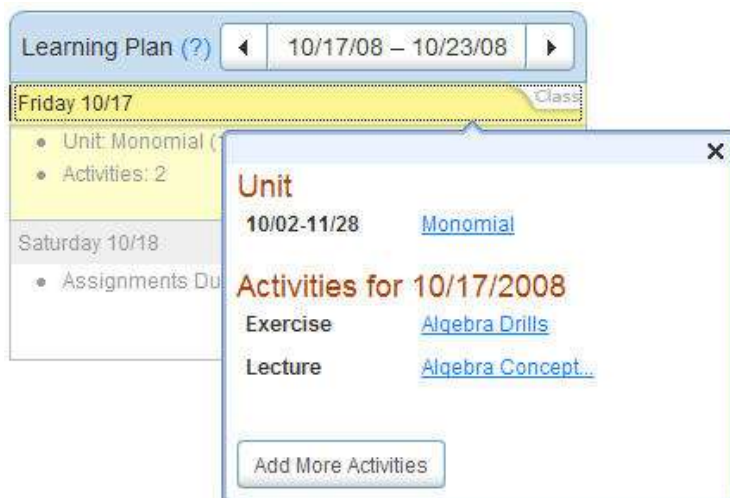 Learning Plan (?) 10/17/08 – 10/23/08
Friday 10/17 Class
Unit: Monomial (
Activities: 2
Saturday 10/18
Assignments Du
Unit
10/02-11/28 Monomial
Activities for 10/17/2008
Exercise Algebra Drills
Lecture Algebra Concept...
Add More Activities